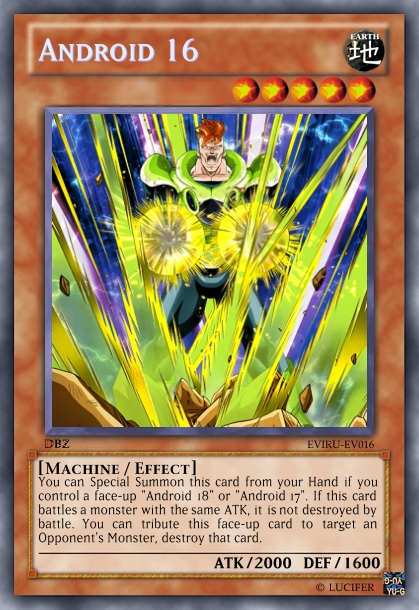 ANDROID 16
EARTH
地
DBZ
EVIRU-EV016
[MACHINE / EFFECT]
You can Special Summon this card from your Hand if you
control a face-up "Android 18" or "Android 17". If this card
battles a monster with the same ATK, it is not destroyed by
battle. You can tribute this face-up card to target an
Opponent's Monster, destroy that card.
ATK/2000 DEF/1600
© LUCIFER